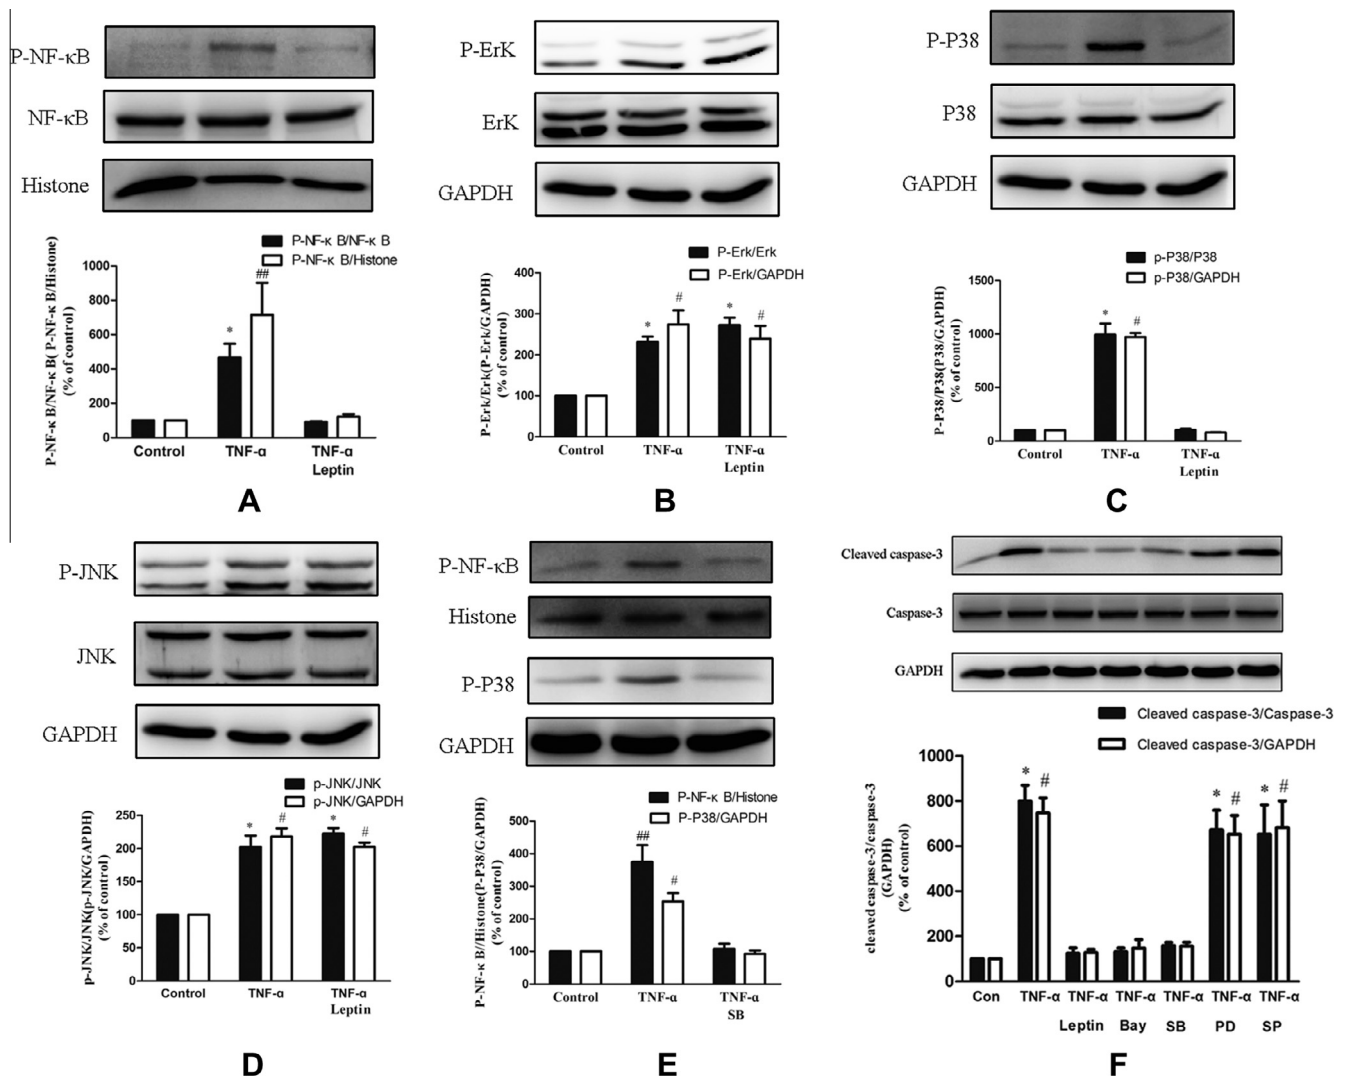 P-NF-κB
NF-κB
Histone
P-NF-κ B/NF-κ B
P-NF-κ B/Histone
P-NF-κ B/NF-κ B( P-NF-κ B/Histone)
(% of control)
1000
800
600
400
200
0
*
##
Control
TNF-α
TNF-α
Leptin
A
P-ErK
ErK
GAPDH
P-Erk/Erk
P-Erk/GAPDH
P-Erk/Erk(P-Erk/GAPDH)
(% of control)
400
300
200
100
0
*
#
*
#
Control
TNF-α
TNF-α
Leptin
B
P-P38
P38
GAPDH
p-P38/P38
p-P38/GAPDH
P-P38/P38(P38/GAPDH)
(% of control)
1500
1000
500
0
*
#
Control
TNF-α
TNF-α
Leptin
C
P-JNK
JNK
GAPDH
p-JNK/JNK
p-JNK/GAPDH
p-JNK/JNK(p-JNK/GAPDH)
(% of control)
250
200
150
100
50
0
*
#
*
#
Control
TNF-α
TNF-α
Leptin
D
P-NF-κB
Histone
P-P38
GAPDH
P-NF-κ B/Histone
P-P38/GAPDH
P-NF-κ B//Histone(P-P38/GAPDH)
(% of control)
500
400
300
200
100
0
##
#
Control
TNF-α
TNF-α
SB
E
Cleaved caspase-3
Caspase-3
GAPDH
Cleaved caspase-3/Caspase-3
Cleaved caspase-3/GAPDH
cleaved caspase-3/caspase-3
(GAPDH)
(% of control)
1000
800
600
400
200
0
*
#
*
#
*
#
Con TNF-α TNF-α TNF-α TNF-α TNF-α TNF-α
Leptin Bay SB PD SP
F